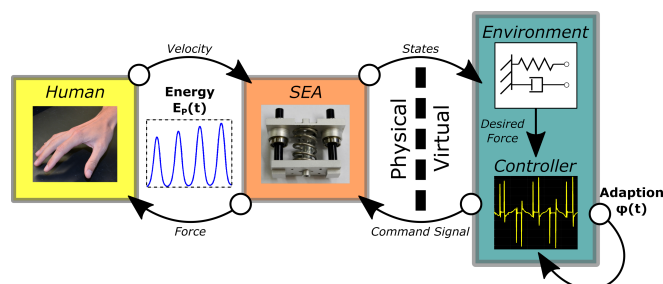 Velocity
States
Environment
Human
Energy
E_P(t)
SEA
Physical
Virtual
Desired
Force
Controller
Adaption
φ(t)
Force
Command Signal